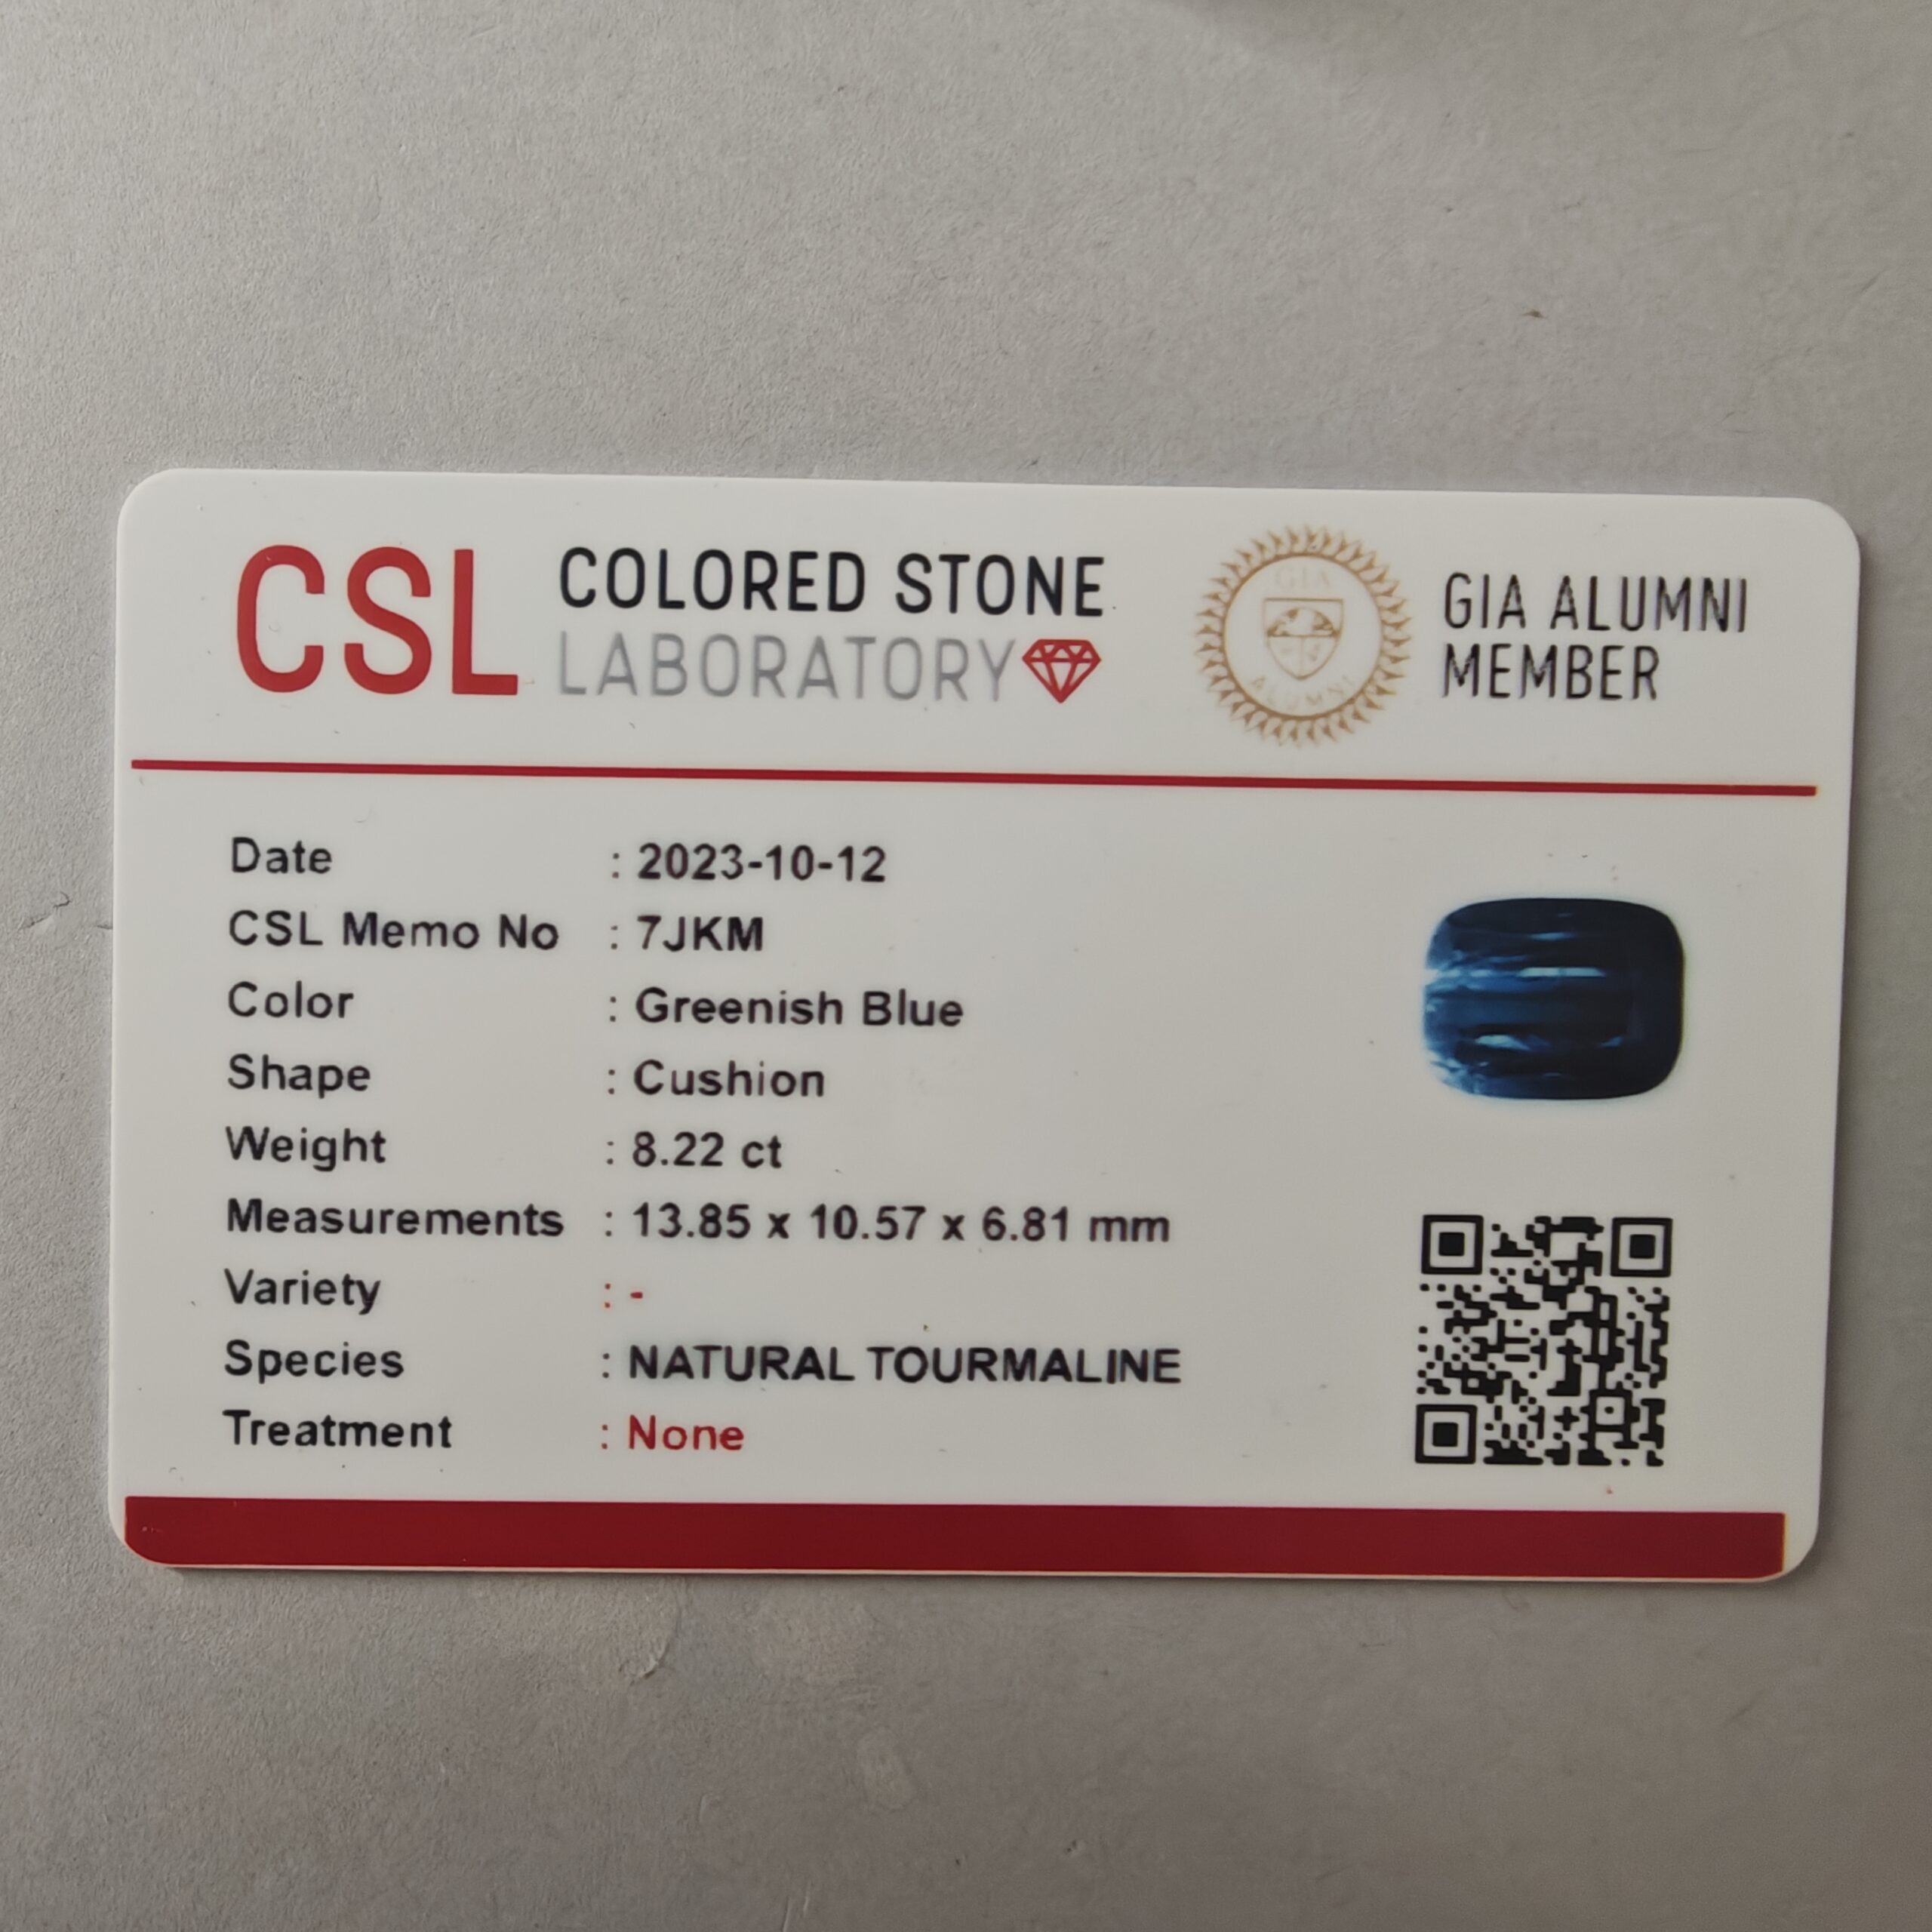 CSL COLORED STONE
LABORATORY
GIA
ALUMNI
GIA ALUMNI
MEMBER
Date : 2023-10-12
CSL Memo No : 7JKM
Color : Greenish Blue
Shape : Cushion
Weight : 8.22 ct
Measurements : 13.85 x 10.57 x 6.81 mm
Variety : -
Species : NATURAL TOURMALINE
Treatment : None